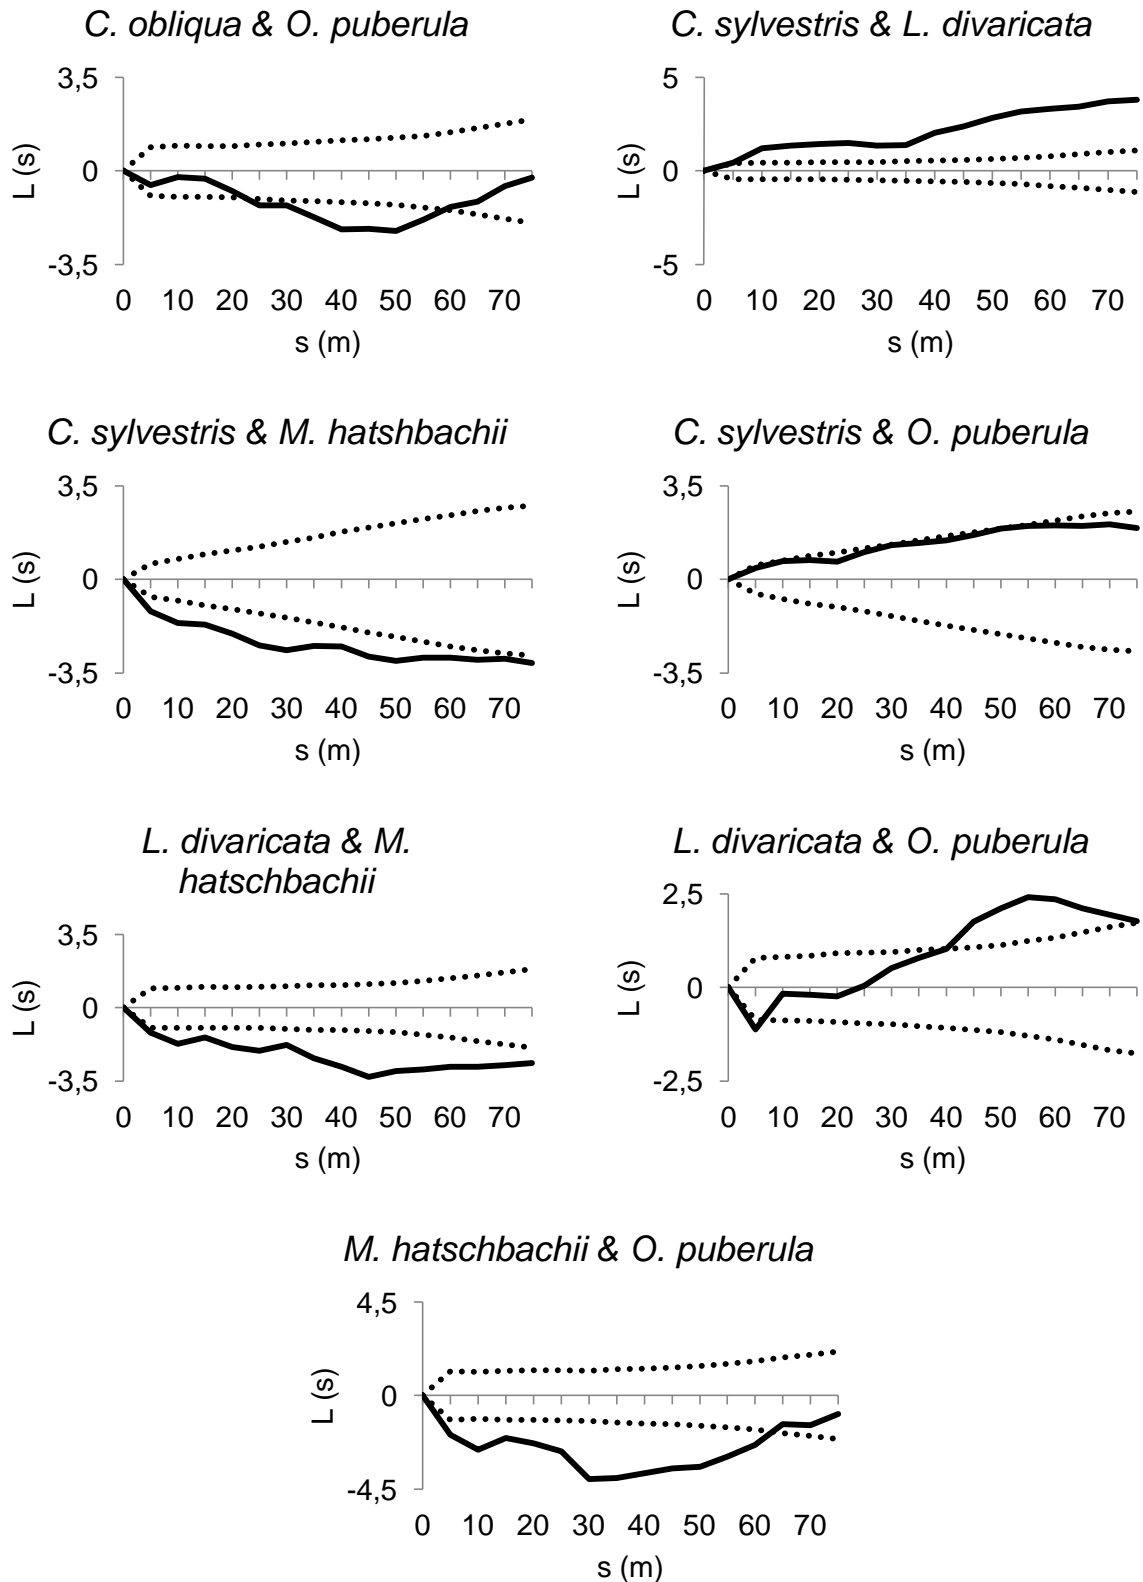 C. obliqua & O. puberula
3,5
0
-3,5
L (s)
0 10 20 30 40 50 60 70
s (m)
C. sylvestris & L. divaricata
5
0
-5
L (s)
0 10 20 30 40 50 60 70
s (m)
C. sylvestris & M. hatshbachii
3,5
0
-3,5
L (s)
0 10 20 30 40 50 60 70
s (m)
C. sylvestris & O. puberula
3,5
0
-3,5
L (s)
0 10 20 30 40 50 60 70
s (m)
L. divaricata & M.
hatschbachii
3,5
0
-3,5
L (s)
0 10 20 30 40 50 60 70
s (m)
L. divaricata & O. puberula
2,5
0
-2,5
L (s)
0 10 20 30 40 50 60 70
s (m)
M. hatschbachii & O. puberula
4,5
0
-4,5
L (s)
0 10 20 30 40 50 60 70
s (m)